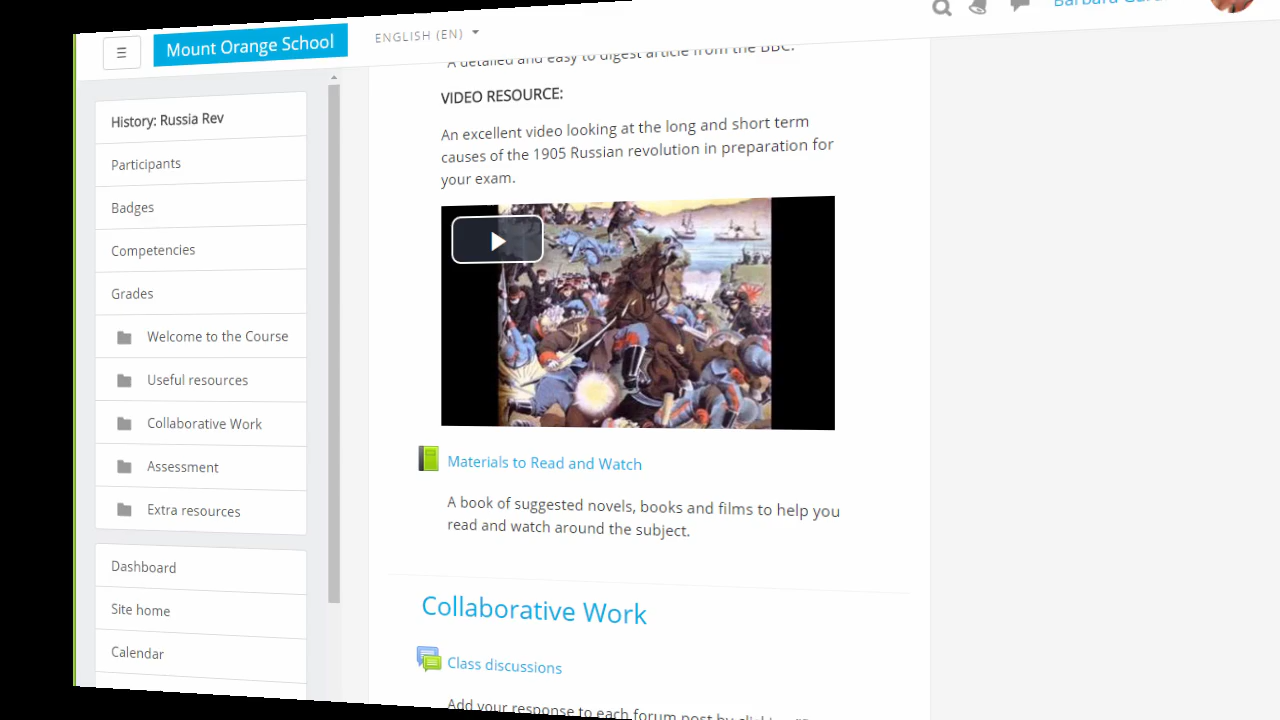 Mount Orange School
ENGLISH (EN)
Barbara
A detailed and easy to digest article from the BBC.
History: Russia Rev
Participants
Badges
Competencies
Grades
Welcome to the Course
Useful resources
Collaborative Work
Assessment
Extra resources
Dashboard
Site home
Calendar
VIDEO RESOURCE:
An excellent video looking at the long and short term
causes of the 1905 Russian revolution in preparation for
your exam.
Materials to Read and Watch
A book of suggested novels, books and films to help you
read and watch around the subject.
Collaborative Work
Class discussions
Add your response to each forum post by